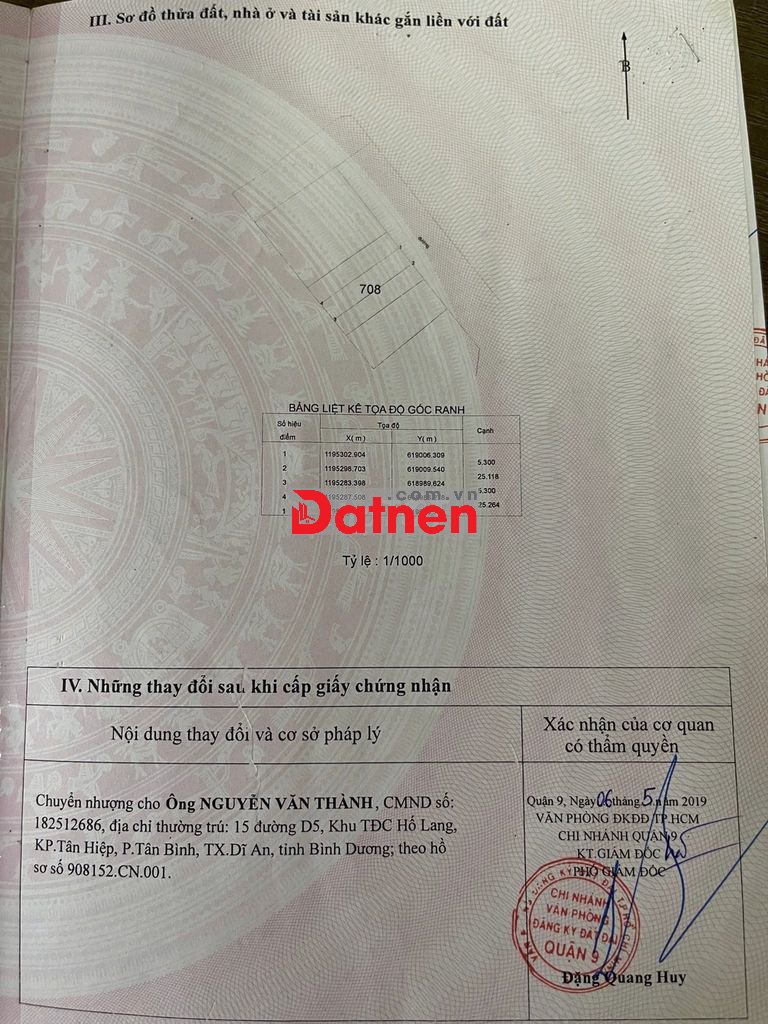 III. Sơ đồ thửa đất, nhà ở và tài sản khác gắn liền với đất
B
đường
1
2
708
4
3
BẢNG LIỆT KÊ TỌA ĐỘ GÓC RANH
Số hiệu điểm Tọa độ Cạnh
X( m ) Y( m )
1 1195302.904 619006.309
5.300
2 1195298.703 619009.540
25.118
3 1195283.398 618989.624
5.300
4 1195287.508
25.264
1
.com.vn
Datnen
Tỷ lệ : 1/1000
IV. Những thay đổi sau khi cấp giấy chứng nhận
Nội dung thay đổi và cơ sở pháp lý
Xác nhận của cơ quan
có thẩm quyền
Chuyển nhượng cho Ông NGUYỄN VĂN THÀNH, CMND số:
182512686, địa chỉ thường trú: 15 đường D5, Khu TĐC Hố Lang,
KP.Tân Hiệp, P.Tân Bình, TX.Dĩ An, tỉnh Bình Dương; theo hồ
sơ số 908152.CN.001.
Quận 9, Ngày 06 tháng 5 năm 2019
VĂN PHÒNG ĐKĐĐ TP.HCM
CHI NHÁNH QUẬN 9
KT.GIÁM ĐỐC
PHÓ GIÁM ĐỐC
CHI NHÁNH
VĂN PHÒNG
ĐĂNG KÝ ĐẤT ĐAI
QUẬN 9
Đặng Quang Huy